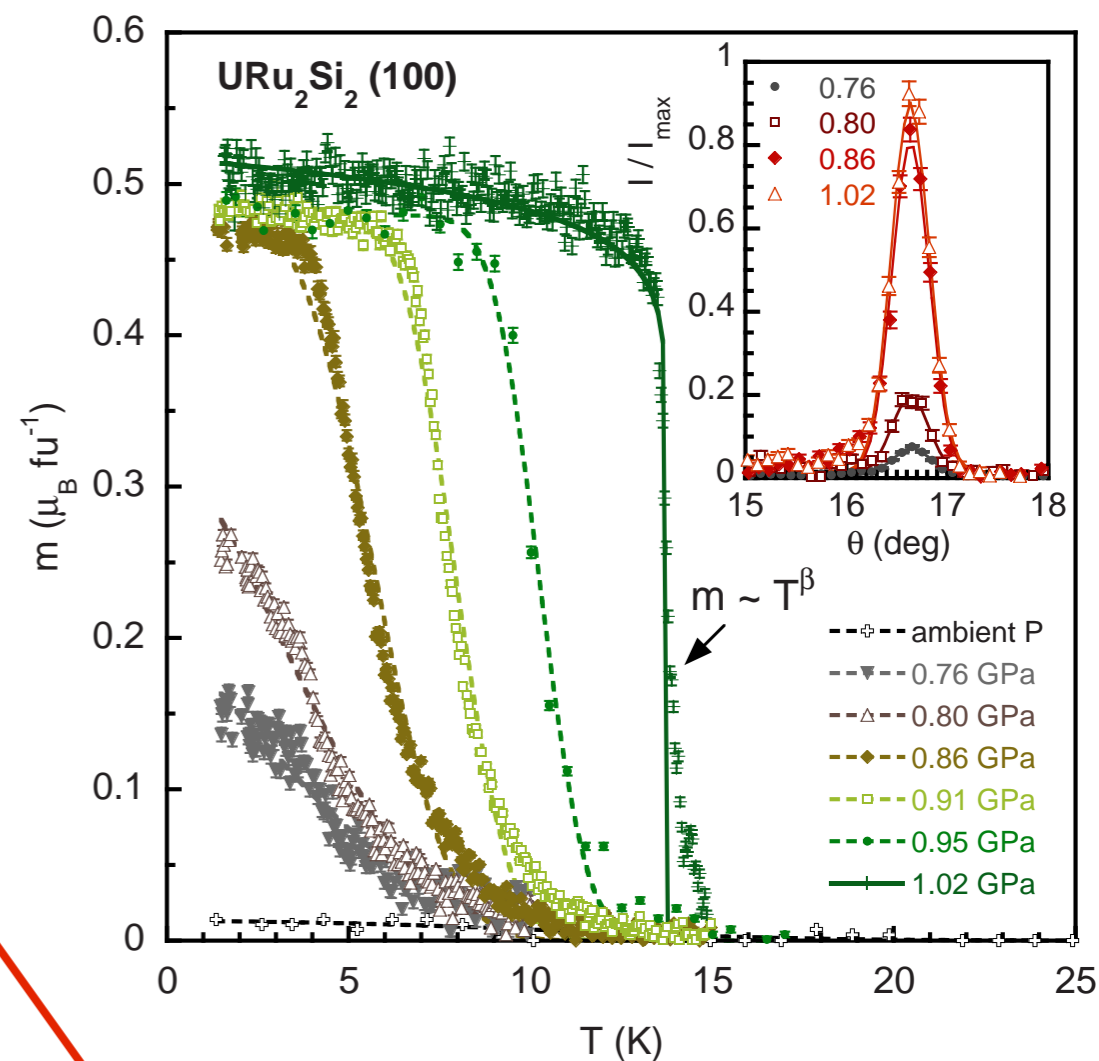 URu₂Si₂ (100)
m (μ_B fu⁻¹)
0.6
0.5
0.4
0.3
0.2
0.1
0
0 5 10 15 20 25
T (K)
I / I_max
1
0.8
0.6
0.4
0.2
0
15 16 17 18
θ (deg)
0.76
0.80
0.86
1.02
m ~ T^β
ambient P
0.76 GPa
0.80 GPa
0.86 GPa
0.91 GPa
0.95 GPa
1.02 GPa